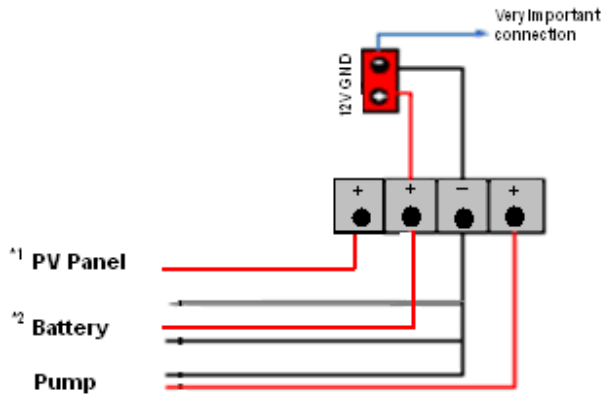 Very Important
connection
12V GND
+ + − +
*1 PV Panel
*2 Battery
Pump